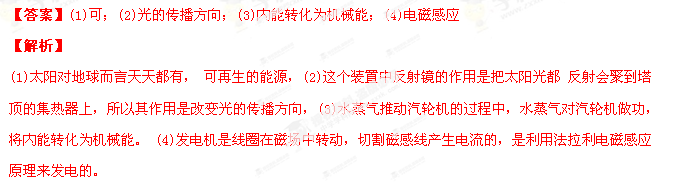 【答案】(1)可；(2)光的传播方向；(3)内能转化为机械能；(4)电磁感应
【解析】
(1)太阳对地球而言天天都有， 可再生的能源，(2)这个装置中反射镜的作用是把太阳光都 反射会聚到塔
顶的集热器上，所以其作用是改变光的传播方向，(3)水蒸气推动汽轮机的过程中，水蒸气对汽轮机做功，
将内能转化为机械能。 (4)发电机是线圈在磁场中转动，切割磁感线产生电流的，是利用法拉利电磁感应
原理来发电的。